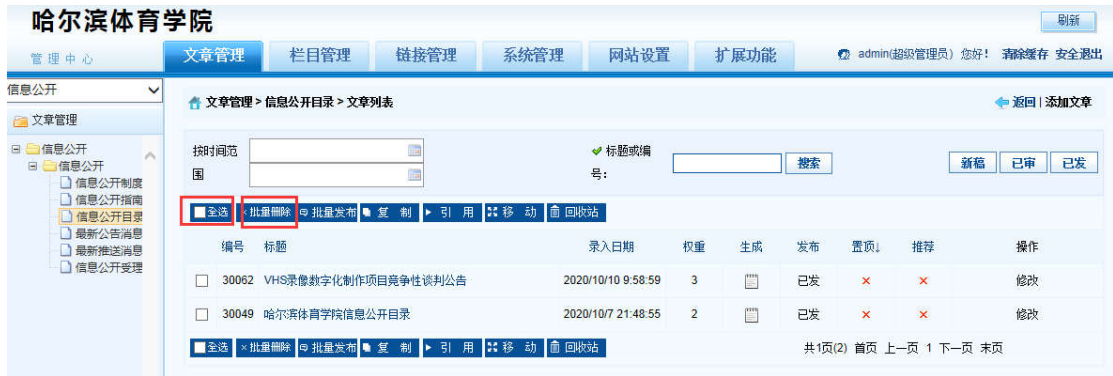 哈尔滨体育学院
刷新
管理中心
文章管理 栏目管理 链接管理 系统管理 网站设置 扩展功能
admin(超级管理员) 您好! 清除缓存 安全退出
信息公开
文章管理 > 信息公开目录 > 文章列表
返回 | 添加文章
文章管理
信息公开
信息公开
信息公开制度
信息公开指南
信息公开目录
最新公告消息
最新推送消息
信息公开受理
按时间范围
标题或编号:
搜索
新稿 已审 已发
全选 ×批量删除 批量发布 复 制 引 用 移 动 回收站
编号 标题 录入日期 权重 生成 发布 置顶↓ 推荐 操作
30062 VHS录像数字化制作项目竞争性谈判公告 2020/10/10 9:58:59 3 已发 × × 修改
30049 哈尔滨体育学院信息公开目录 2020/10/7 21:48:55 2 已发 × × 修改
全选 ×批量删除 批量发布 复 制 引 用 移 动 回收站
共1页(2) 首页 上一页 1 下一页 末页